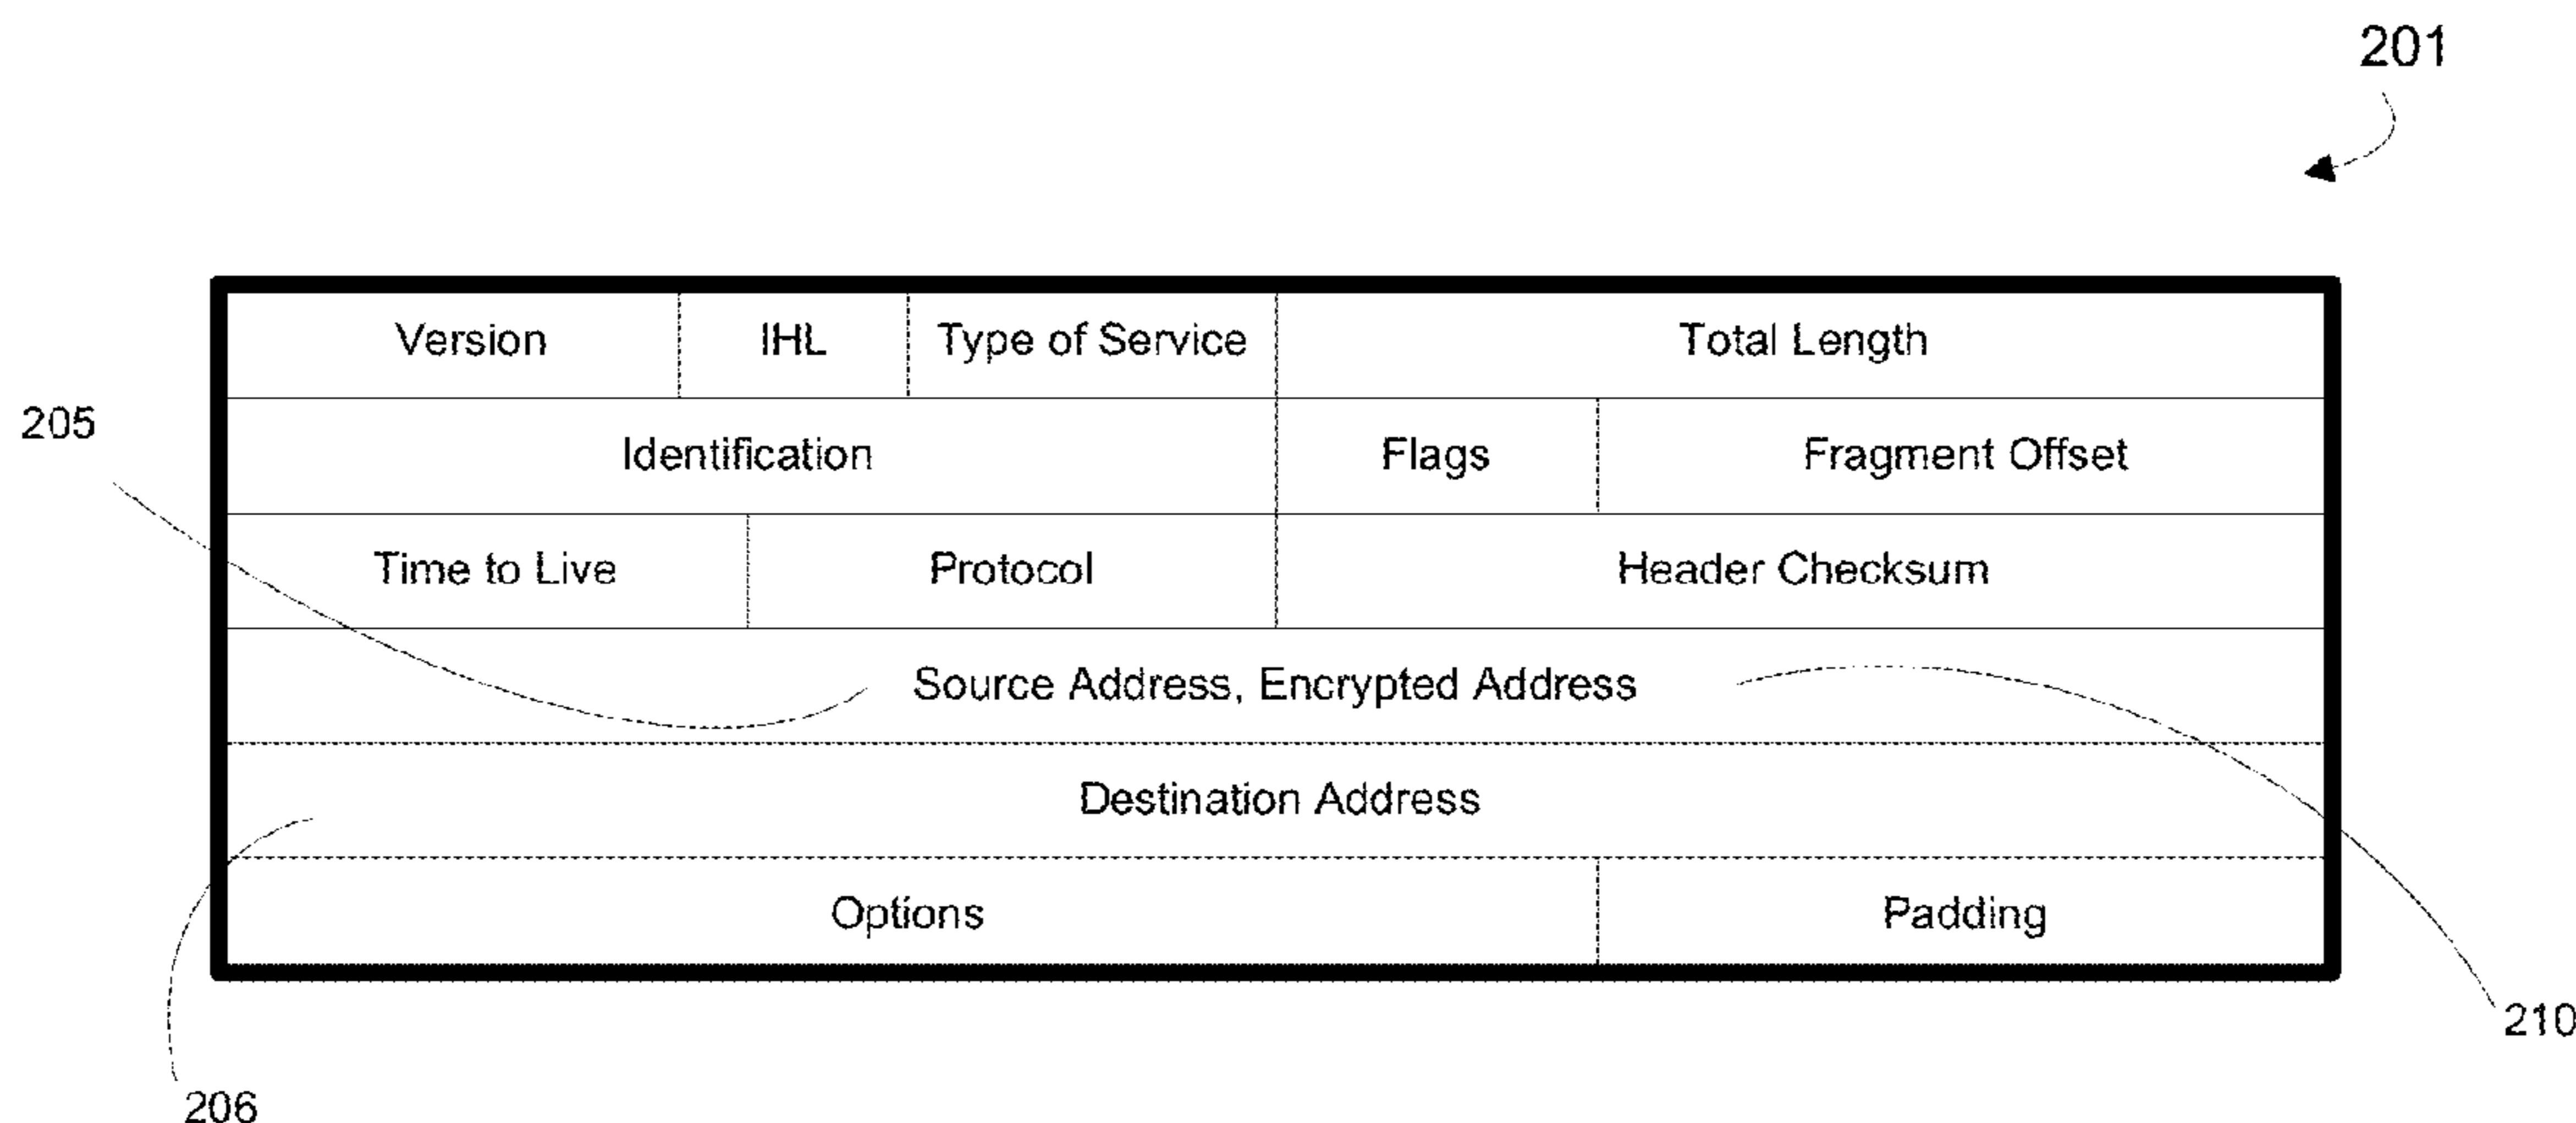 201
Version IHL Type of Service Total Length
205
Identification Flags Fragment Offset
Time to Live Protocol Header Checksum
Source Address, Encrypted Address
Destination Address
Options Padding
210
206